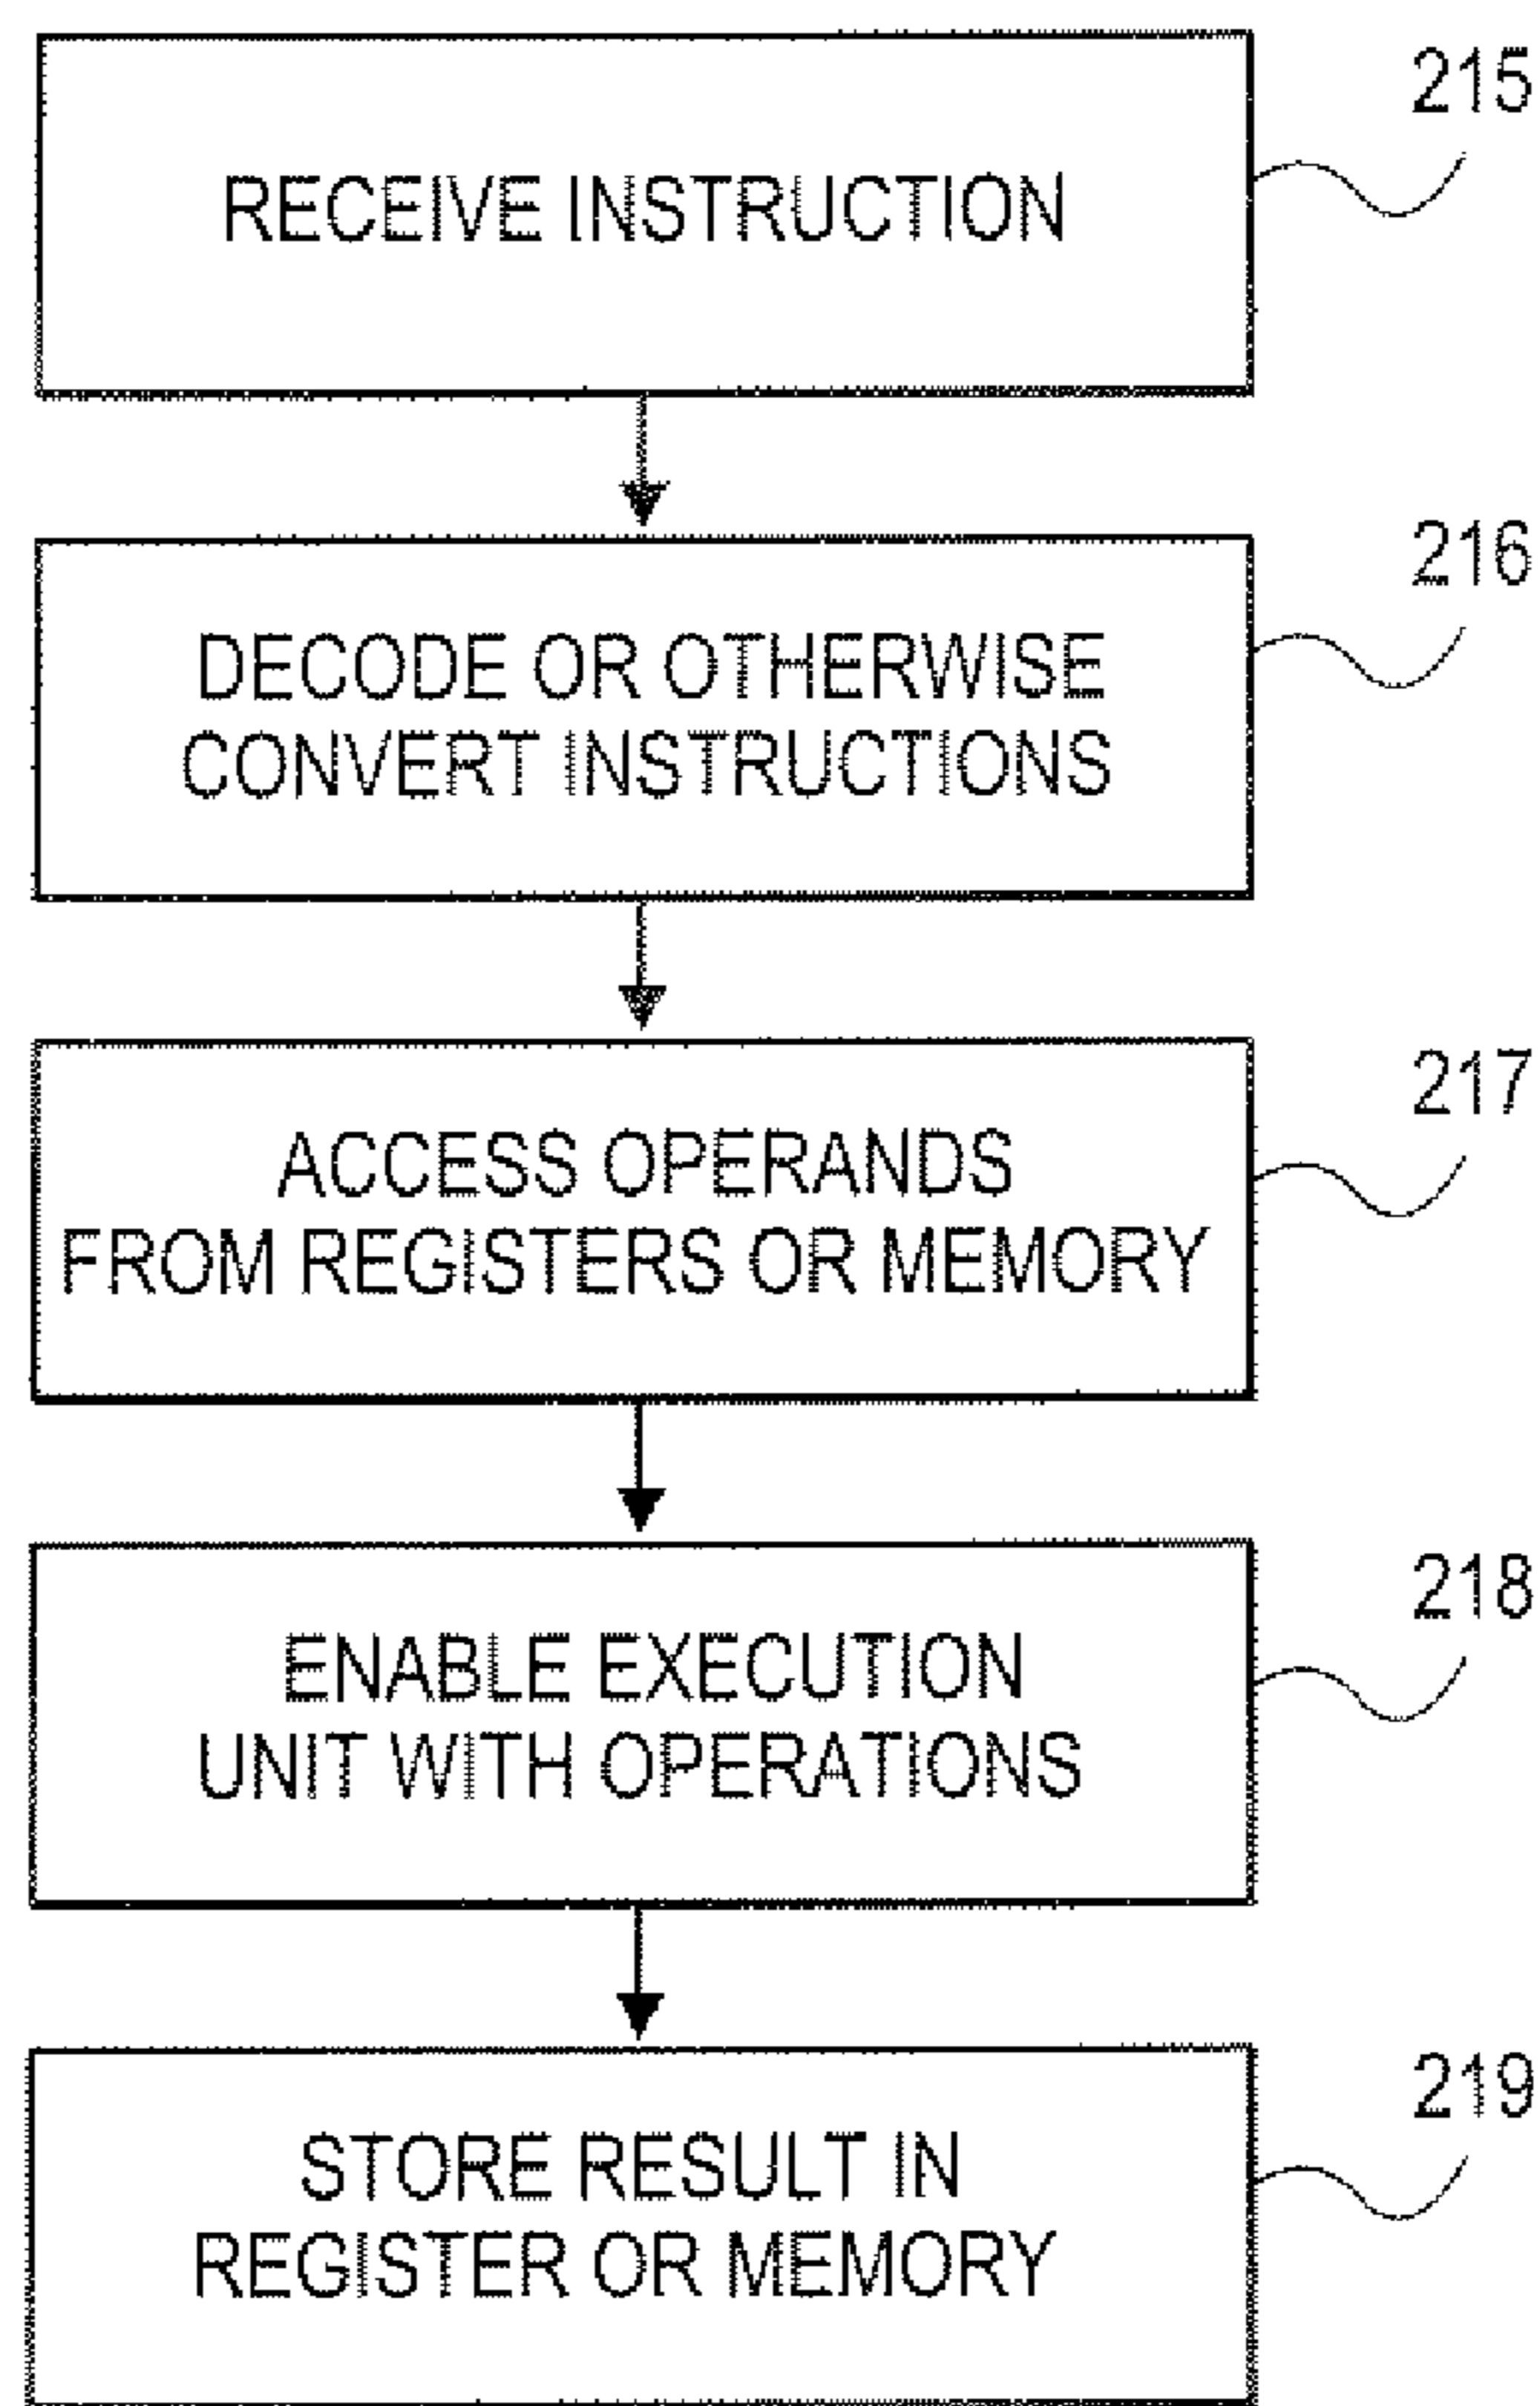 215
RECEIVE INSTRUCTION
216
DECODE OR OTHERWISE
CONVERT INSTRUCTIONS
217
ACCESS OPERANDS
FROM REGISTERS OR MEMORY
218
ENABLE EXECUTION
UNIT WITH OPERATIONS
219
STORE RESULT IN
REGISTER OR MEMORY